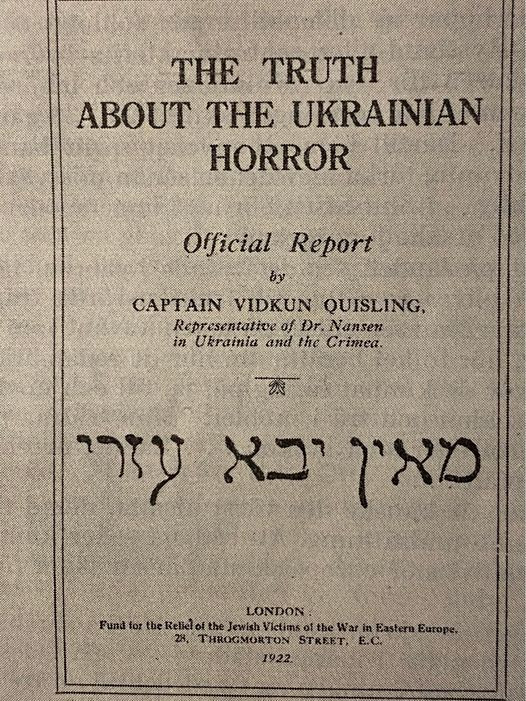 THE TRUTH
ABOUT THE UKRAINIAN
HORROR
Official Report
by
CAPTAIN VIDKUN QUISLING,
Representative of Dr. Nansen
in Ukrainia and the Crimea.
מאין יבא עזרי
LONDON:
Fund for the Relief of the Jewish Victims of the War in Eastern Europe,
28, THROGMORTON STREET, E.C.
1922.